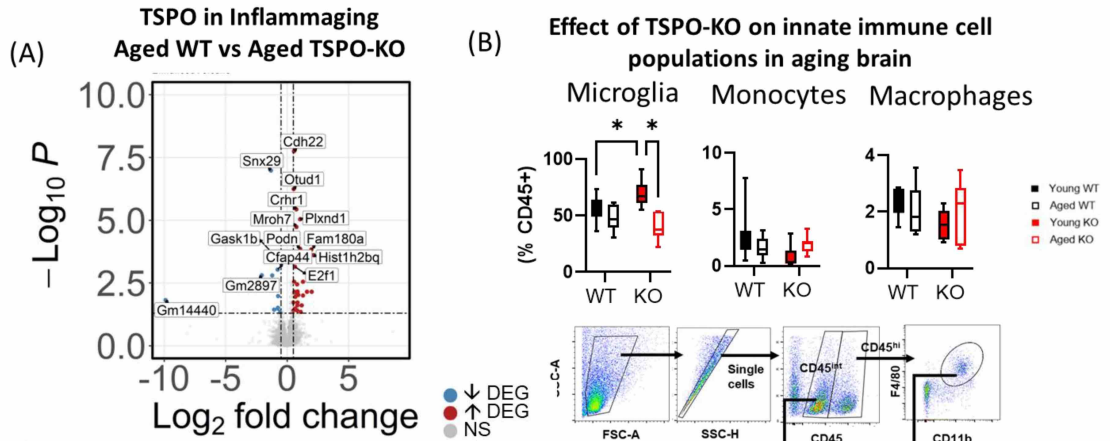 TSPO in Inflammaging
Aged WT vs Aged TSPO-KO
(A)
10.0
7.5
5.0
2.5
0.0
−Log10 P
Cdh22
Snx29
Otud1
Crhr1
Mroh7
Plxnd1
Gask1b
Podn
Fam180a
Cfap44
Hist1h2bq
E2f1
Gm2897
Gm14440
-10
-5
0
5
Log2 fold change
↓ DEG
↑ DEG
NS
(B)
Effect of TSPO-KO on innate immune cell
populations in aging brain
Microglia
Monocytes
Macrophages
(% CD45+)
100
50
0
*
*
WT
KO
10
5
0
WT
KO
4
2
0
WT
KO
Young WT
Aged WT
Young KO
Aged KO
FSC-A
Single
cells
SSC-H
CD45int
CD45
CD45hi
F4/80
CD11b